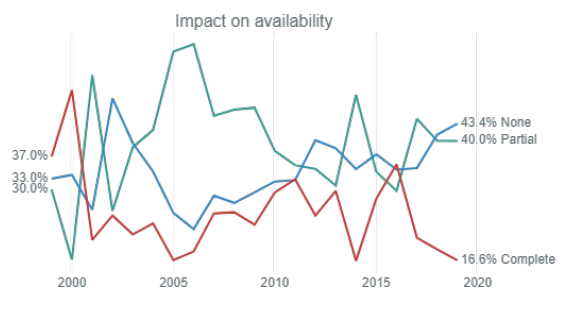 Impact on availability
37.0%
33.0%
30.0%
43.4% None
40.0% Partial
16.6% Complete
2000 2005 2010 2015 2020